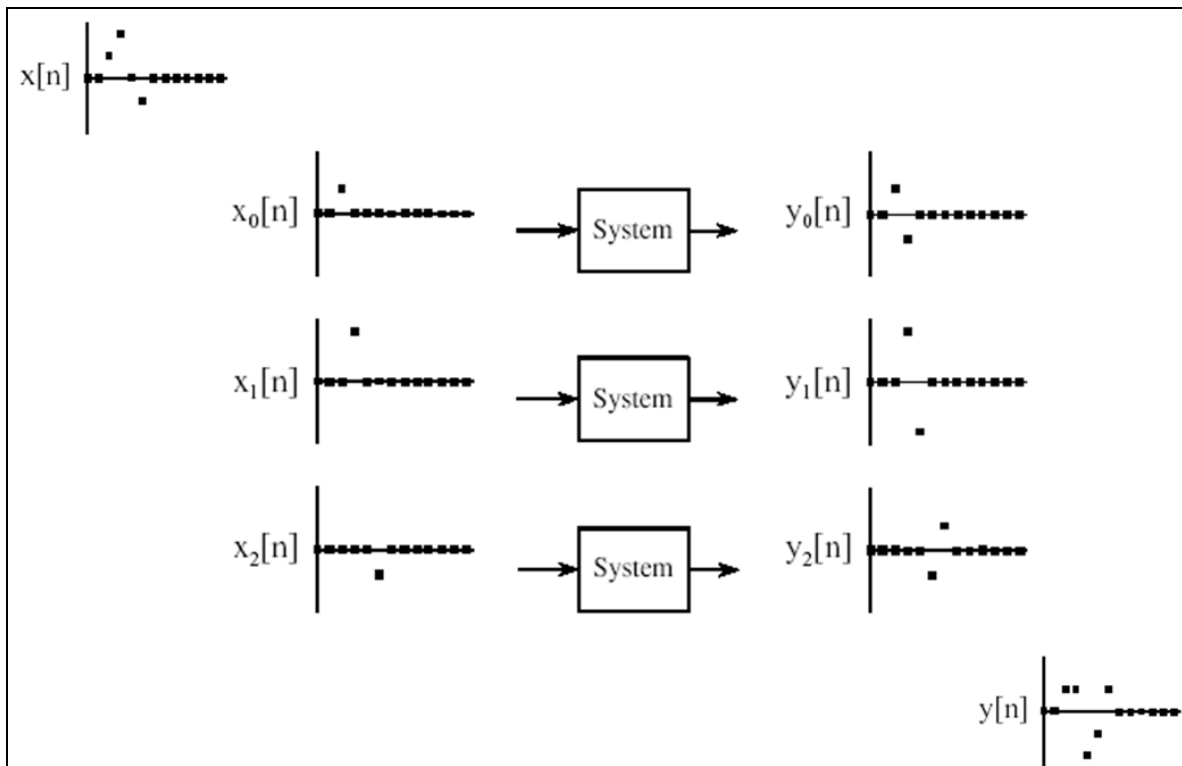 x[n]
x₀[n] System y₀[n]
x₁[n] System y₁[n]
x₂[n] System y₂[n]
y[n]